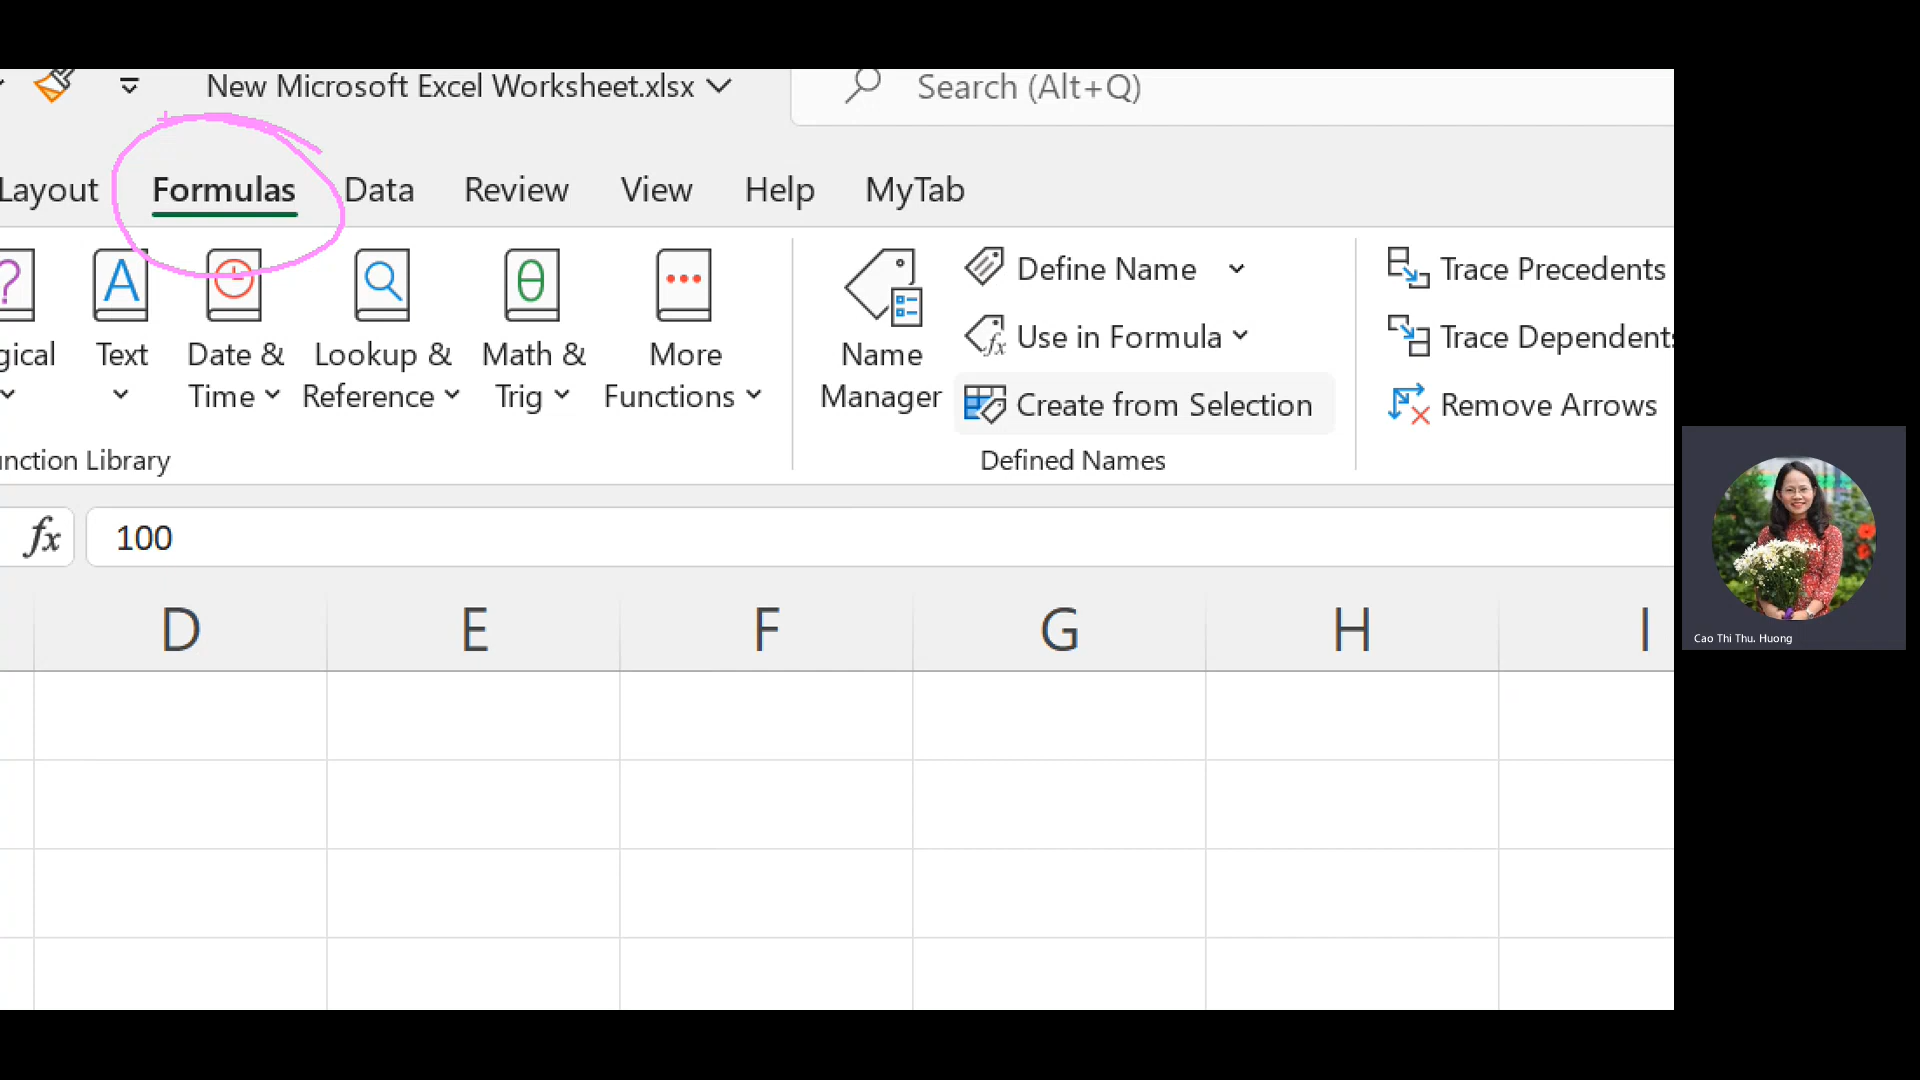 New Microsoft Excel Worksheet.xlsx
Search (Alt+Q)
Layout Formulas Data Review View Help MyTab
gical
Text
Date &
Time
Lookup &
Reference
Math &
Trig
More
Functions
Name
Manager
Define Name
Use in Formula
Create from Selection
Trace Precedents
Trace Dependents
Remove Arrows
unction Library
Defined Names
fx 100
D E F G H I
Cao Thi Thu. Huong